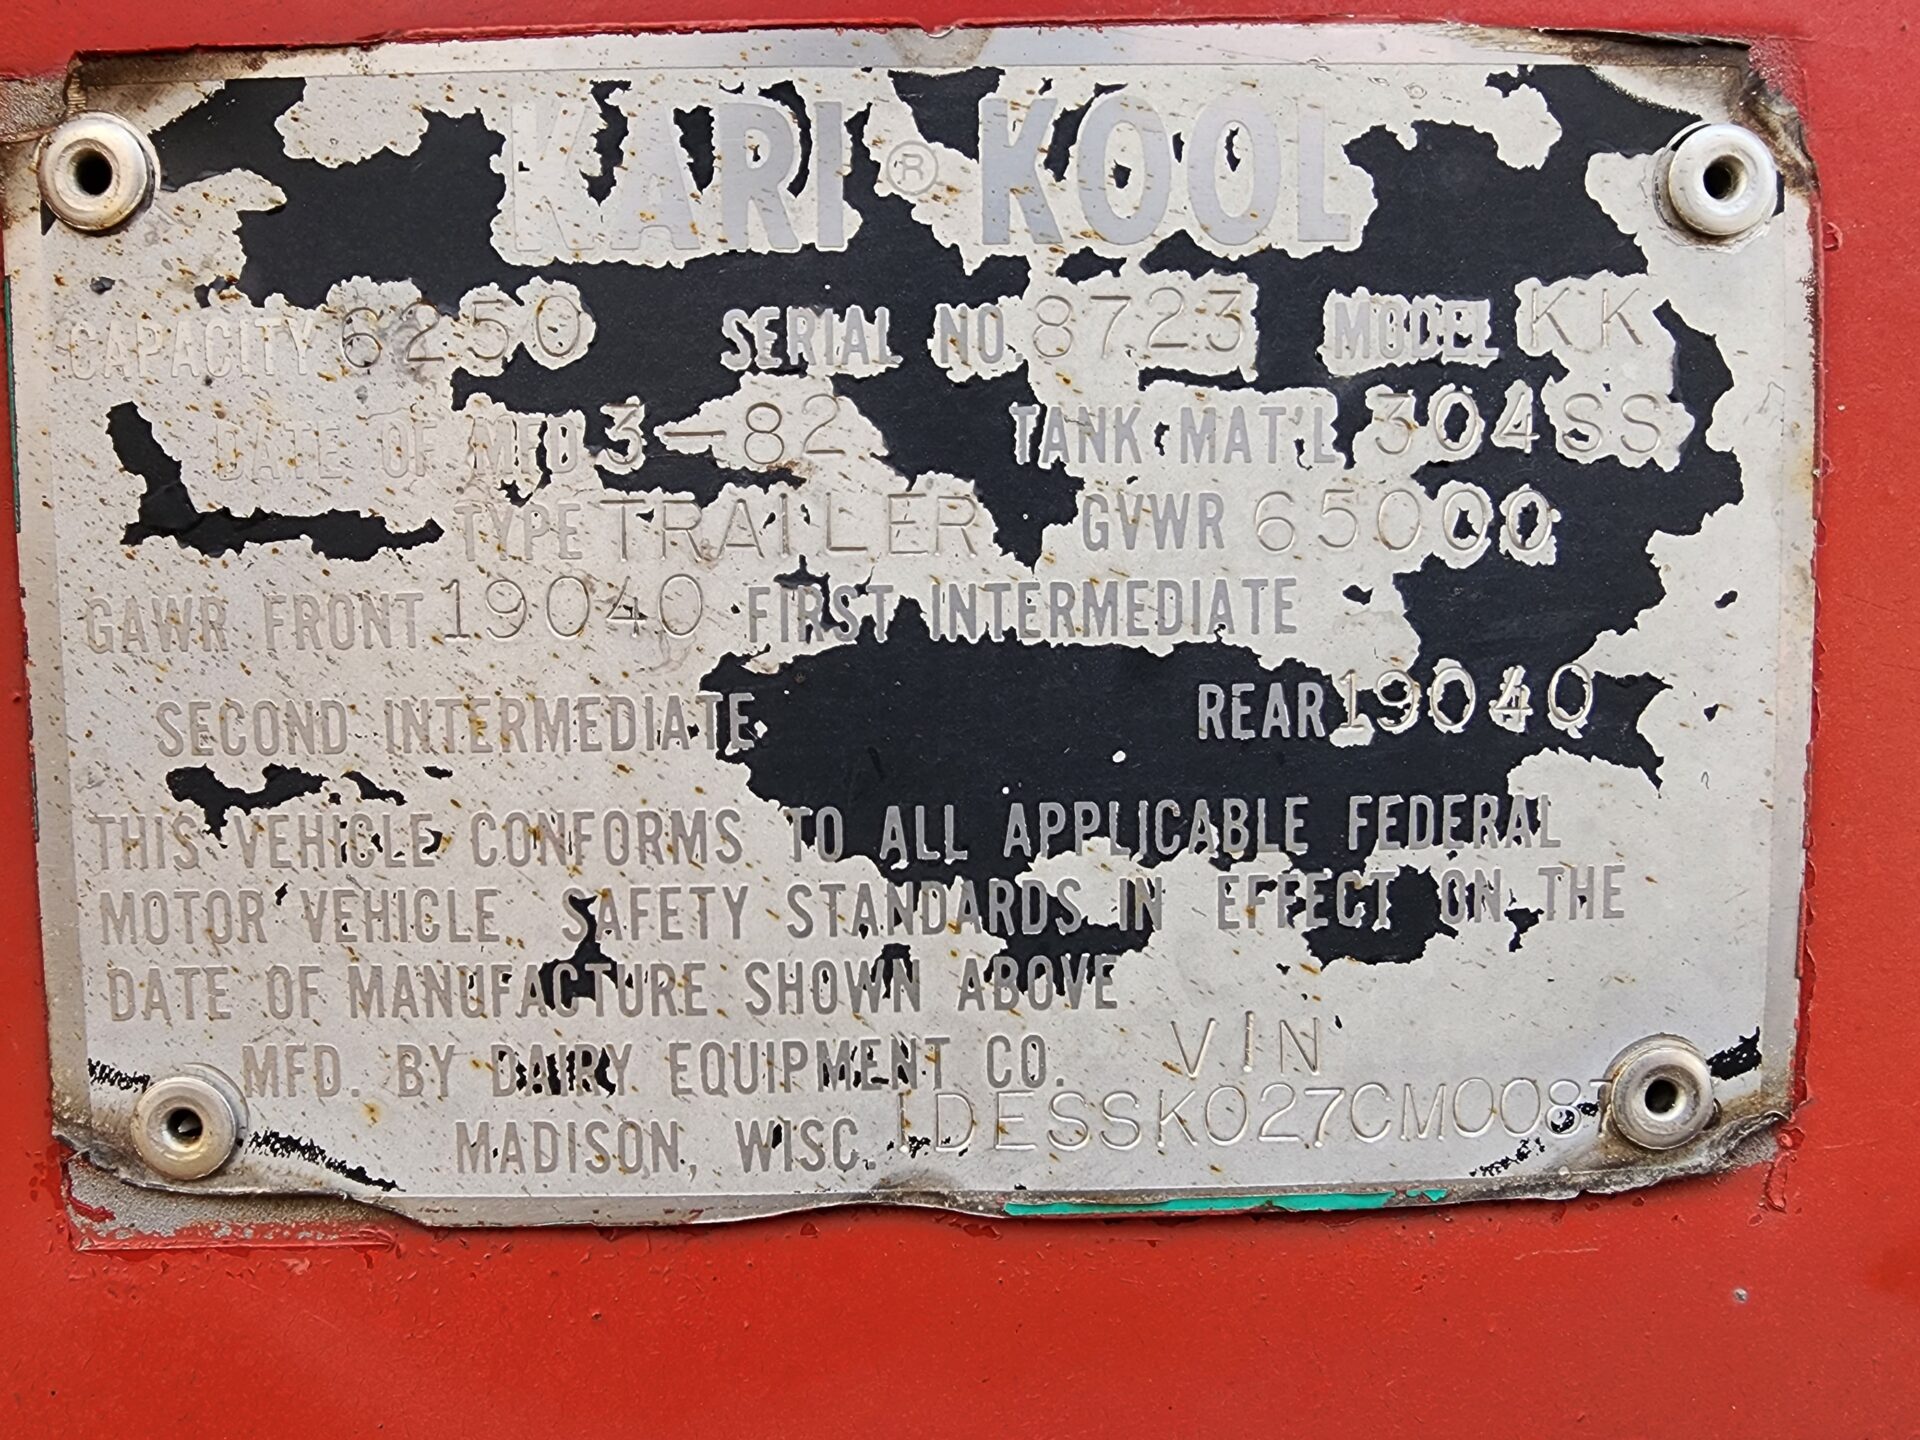 KARI ® KOOL
CAPACITY 6250 SERIAL NO. 8723 MODEL KK
DATE OF MFD 3-82 TANK MAT'L 304SS
TYPE TRAILER GVWR 65000
GAWR FRONT 19040 FIRST INTERMEDIATE
SECOND INTERMEDIATE REAR 19040
THIS VEHICLE CONFORMS TO ALL APPLICABLE FEDERAL
MOTOR VEHICLE SAFETY STANDARDS IN EFFECT ON THE
DATE OF MANUFACTURE SHOWN ABOVE
MFD. BY DAIRY EQUIPMENT CO. VIN
MADISON, WISC.